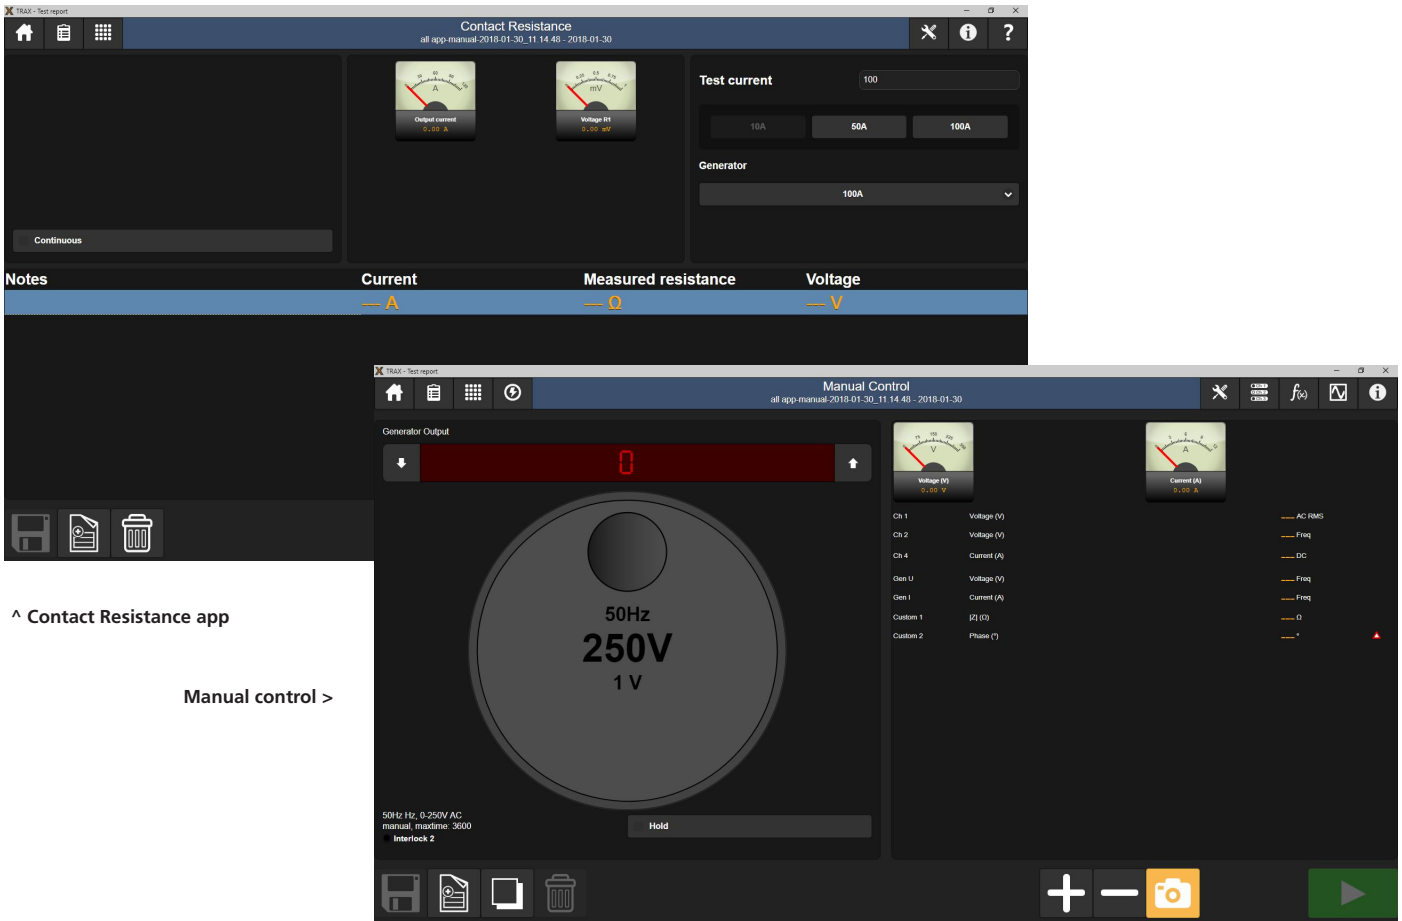 TRAX - Test report
Contact Resistance
all app-manual-2018-01-30_11.14.48 - 2018-01-30
A
Output current
0.00 A
mV
Voltage R1
0.00 mV
Test current
100
10A
50A
100A
Generator
100A
Continuous
Notes
Current
Measured resistance
Voltage
--- A
--- Ω
--- V
TRAX - Test report
Manual Control
all app-manual-2018-01-30_11.14.48 - 2018-01-30
f(x)
Generator Output
0
50Hz
250V
1 V
50Hz Hz, 0-250V AC
manual, maxtime: 3600
Interlock 2
Hold
V
Voltage (V)
0.00 V
A
Current (A)
0.00 A
Ch 1 Voltage (V) --- AC RMS
Ch 2 Voltage (V) --- Freq
Ch 4 Current (A) --- DC
Gen U Voltage (V) --- Freq
Gen I Current (A) --- Freq
Custom 1 |Z| (Ω) --- Ω
Custom 2 Phase (°) --- °
^ Contact Resistance app
Manual control >